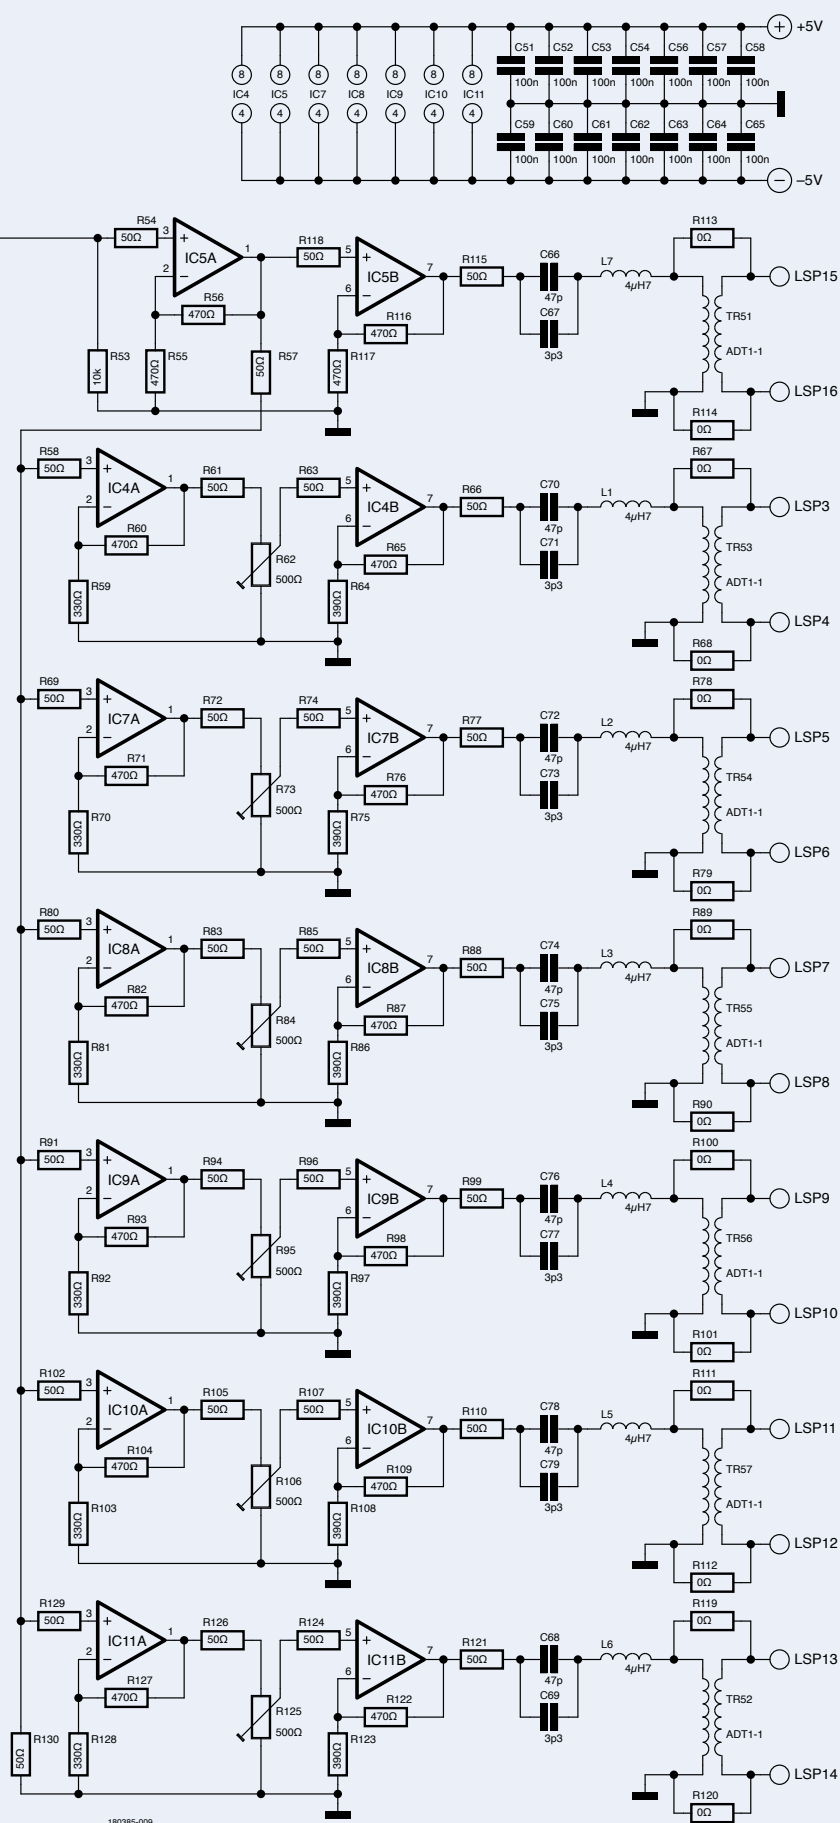 +5V
C51 C52 C53 C54 C56 C57 C58
8 8 8 8 8 8 8
100n 100n 100n 100n 100n 100n 100n
IC4 IC5 IC7 IC8 IC9 IC10 IC11
4 4 4 4 4 4 4
C59 C60 C61 C62 C63 C64 C65
100n 100n 100n 100n 100n 100n 100n
–5V
R54 50Ω 3 + 2 – IC5A 1 R118 50Ω 5 + 6 – IC5B 7 R115 50Ω C66 47p C67 3p3 L7 4µH7 R113 0Ω LSP15
R56 470Ω R116 470Ω TR51
R53 10k R55 470Ω R57 50Ω R117 470Ω ADT1-1
R114 0Ω LSP16
R58 50Ω 3 + 2 – IC4A 1 R61 50Ω R63 50Ω 5 + 6 – IC4B 7 R66 50Ω C70 47p C71 3p3 L1 4µH7 R67 0Ω LSP3
R60 470Ω R62 500Ω R65 470Ω TR53
R59 330Ω R64 390Ω ADT1-1
R68 0Ω LSP4
R69 50Ω 3 + 2 – IC7A 1 R72 50Ω R74 50Ω 5 + 6 – IC7B 7 R77 50Ω C72 47p C73 3p3 L2 4µH7 R78 0Ω LSP5
R71 470Ω R73 500Ω R76 470Ω TR54
R70 330Ω R75 390Ω ADT1-1
R79 0Ω LSP6
R80 50Ω 3 + 2 – IC8A 1 R83 50Ω R85 50Ω 5 + 6 – IC8B 7 R88 50Ω C74 47p C75 3p3 L3 4µH7 R89 0Ω LSP7
R82 470Ω R84 500Ω R87 470Ω TR55
R81 330Ω R86 390Ω ADT1-1
R90 0Ω LSP8
R91 50Ω 3 + 2 – IC9A 1 R94 50Ω R96 50Ω 5 + 6 – IC9B 7 R99 50Ω C76 47p C77 3p3 L4 4µH7 R100 0Ω LSP9
R93 470Ω R95 500Ω R98 470Ω TR56
R92 330Ω R97 390Ω ADT1-1
R101 0Ω LSP10
R102 50Ω 3 + 2 – IC10A 1 R105 50Ω R107 50Ω 5 + 6 – IC10B 7 R110 50Ω C78 47p C79 3p3 L5 4µH7 R111 0Ω LSP11
R104 470Ω R106 500Ω R109 470Ω TR57
R103 330Ω R108 390Ω ADT1-1
R112 0Ω LSP12
R129 50Ω 3 + 2 – IC11A 1 R126 50Ω R124 50Ω 5 + 6 – IC11B 7 R121 50Ω C68 47p C69 3p3 L6 4µH7 R119 0Ω LSP13
R127 470Ω R125 500Ω R122 470Ω TR52
R130 50Ω R128 330Ω R123 390Ω ADT1-1
R120 0Ω LSP14
180385-009